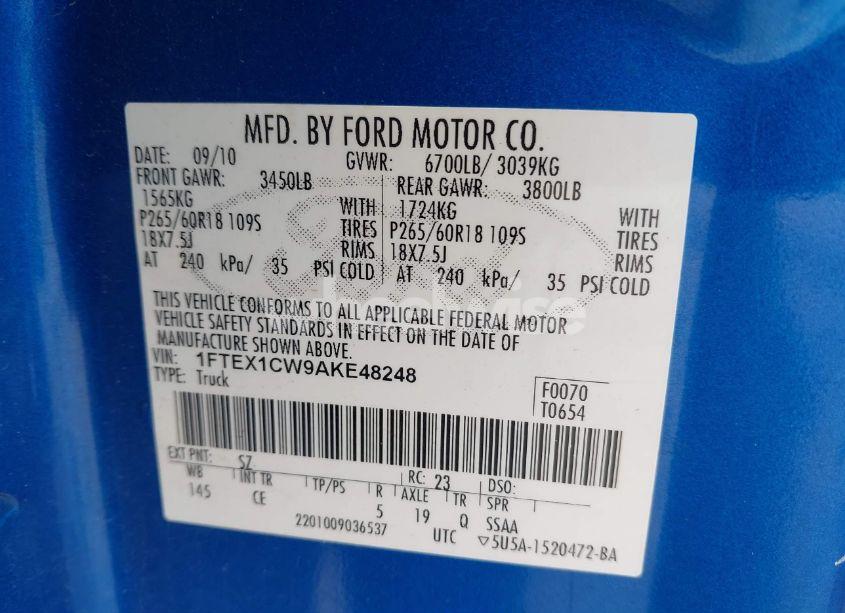 MFD. BY FORD MOTOR CO.
DATE: 09/10 GVWR: 6700LB/ 3039KG
FRONT GAWR: 3450LB REAR GAWR: 3800LB
1565KG WITH 1724KG WITH
P265/60R18 109S TIRES P265/60R18 109S TIRES
18X7.5J RIMS 18X7.5J RIMS
AT 240 kPa/ 35 PSI COLD AT 240 kPa/ 35 PSI COLD
THIS VEHICLE CONFORMS TO ALL APPLICABLE FEDERAL MOTOR
VEHICLE SAFETY STANDARDS IN EFFECT ON THE DATE OF
MANUFACTURE SHOWN ABOVE.
VIN: 1FTEX1CW9AKE48248
TYPE: Truck
F0070
T0654
EXT PNT: SZ RC: 23 DSO:
WB INT TR TP/PS R AXLE TR SPR
145 CE 5 19 Q SSAA
2201009036537 UTC ▽5U5A-1520472-BA